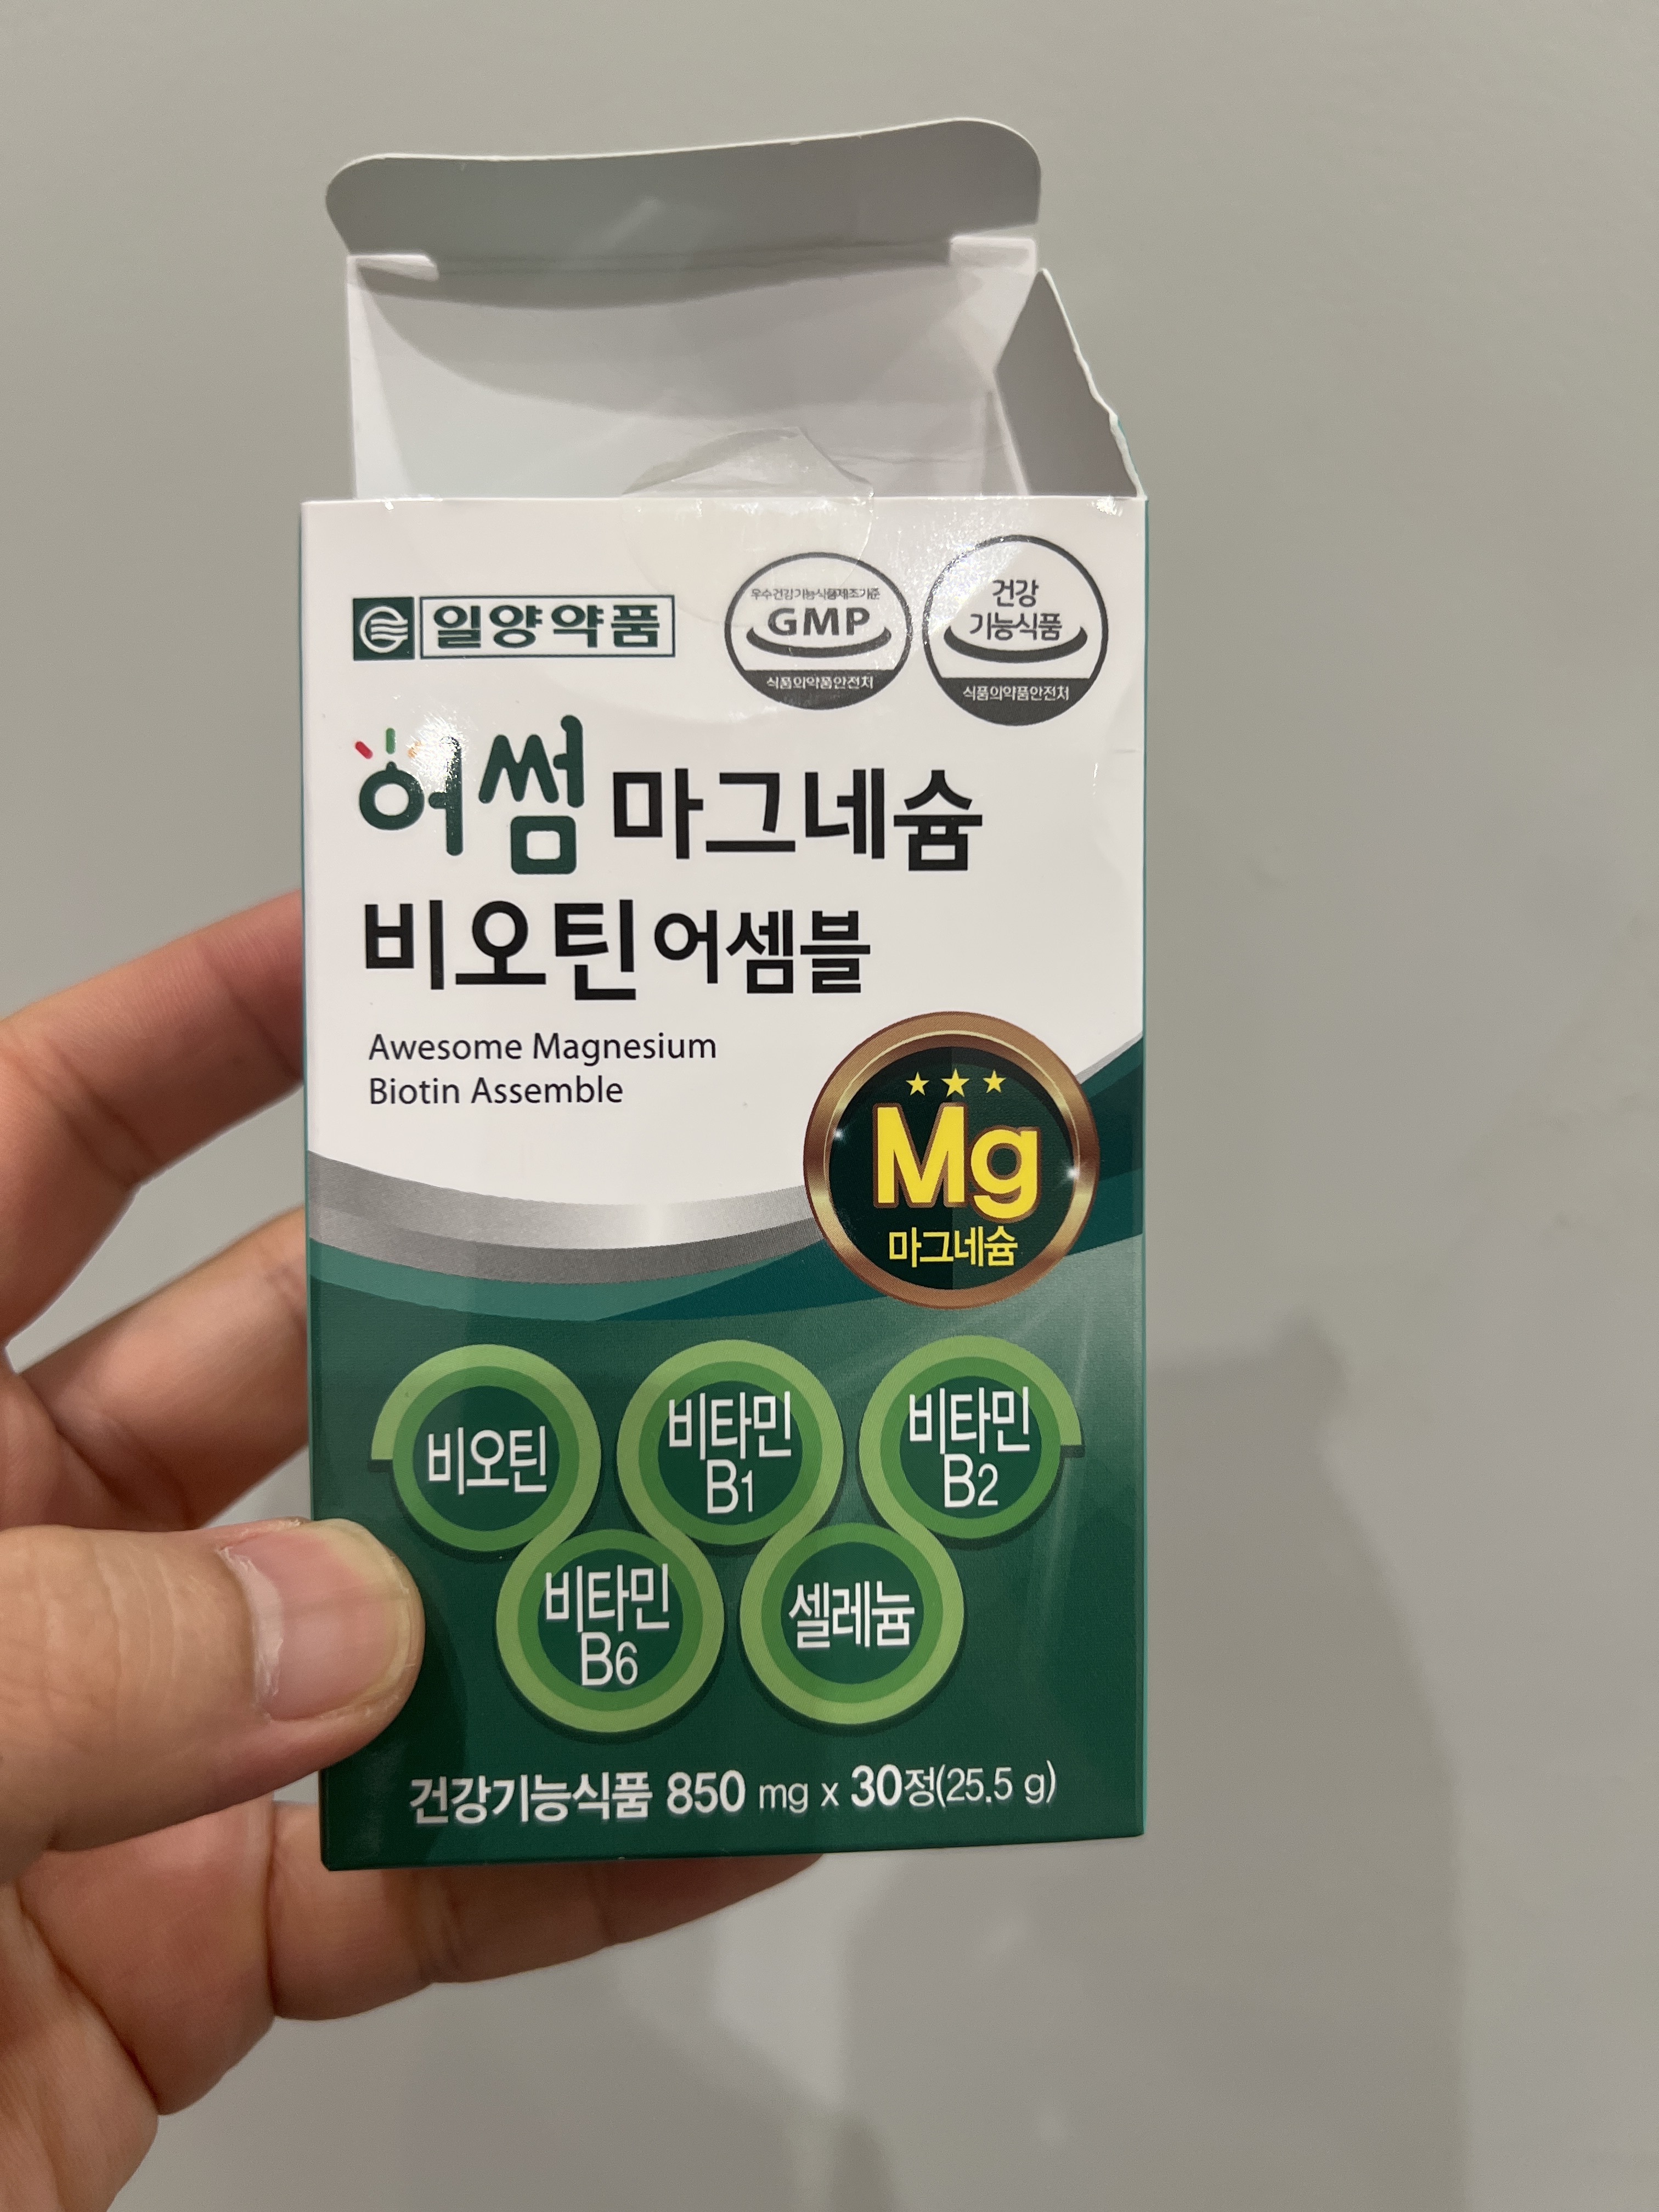 일양약품
우수건강기능식품제조기준
GMP
식품의약품안전처
건강
기능식품
식품의약품안전처
어썸 마그네슘
비오틴 어셈블
Awesome Magnesium
Biotin Assemble
Mg
마그네슘
비오틴
비타민
B1
비타민
B2
비타민
B6
셀레늄
건강기능식품 850 mg x 30정(25.5 g)